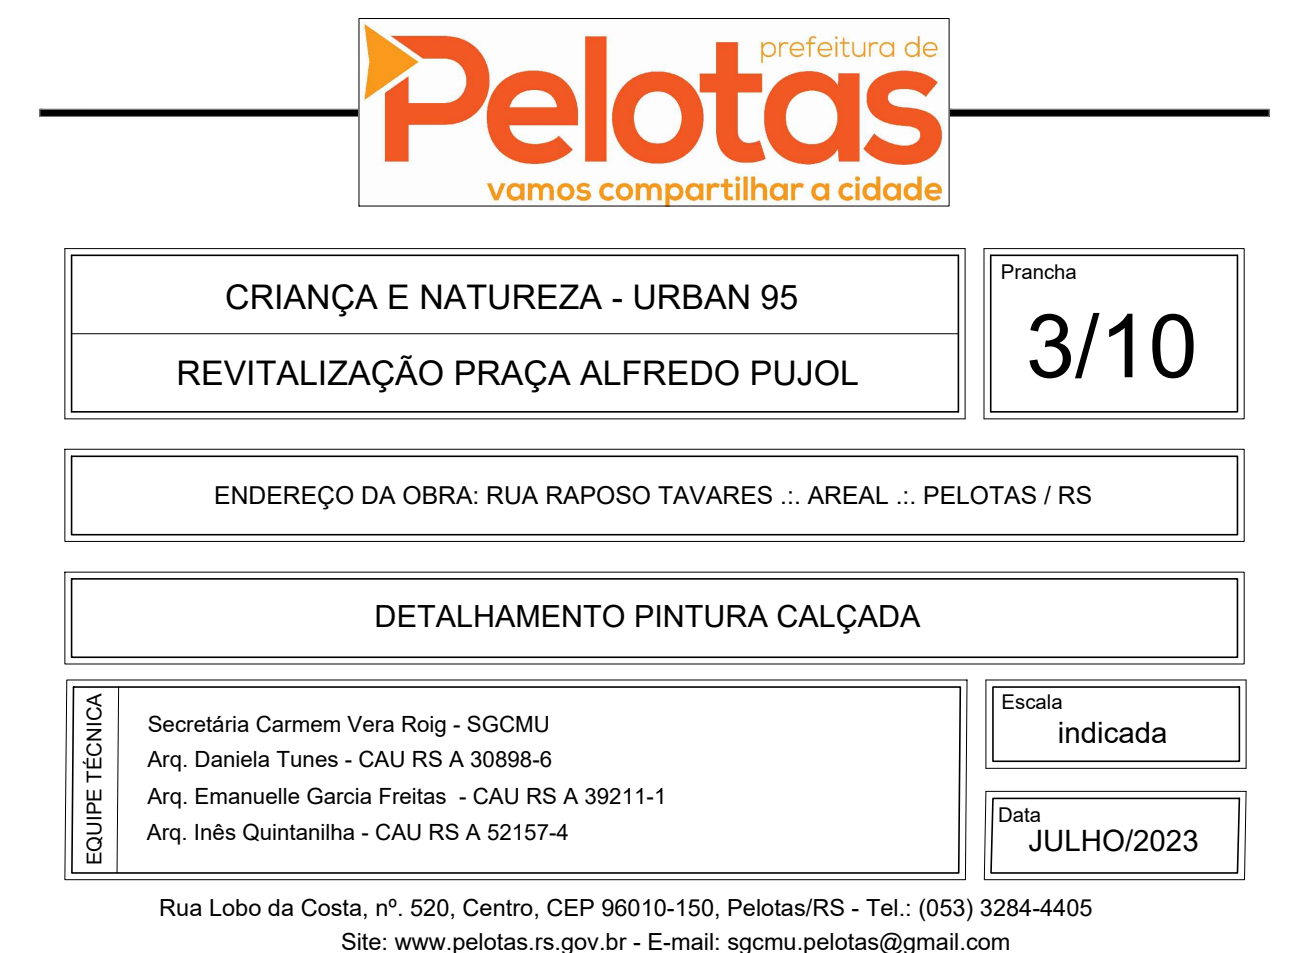 prefeitura de
Pelotas
vamos compartilhar a cidade
CRIANÇA E NATUREZA - URBAN 95
REVITALIZAÇÃO PRAÇA ALFREDO PUJOL
Prancha
3/10
ENDEREÇO DA OBRA: RUA RAPOSO TAVARES .:. AREAL .:. PELOTAS / RS
DETALHAMENTO PINTURA CALÇADA
EQUIPE TÉCNICA
Secretária Carmem Vera Roig - SGCMU
Arq. Daniela Tunes - CAU RS A 30898-6
Arq. Emanuelle Garcia Freitas - CAU RS A 39211-1
Arq. Inês Quintanilha - CAU RS A 52157-4
Escala
indicada
Data
JULHO/2023
Rua Lobo da Costa, nº. 520, Centro, CEP 96010-150, Pelotas/RS - Tel.: (053) 3284-4405
Site: www.pelotas.rs.gov.br - E-mail: sgcmu.pelotas@gmail.com